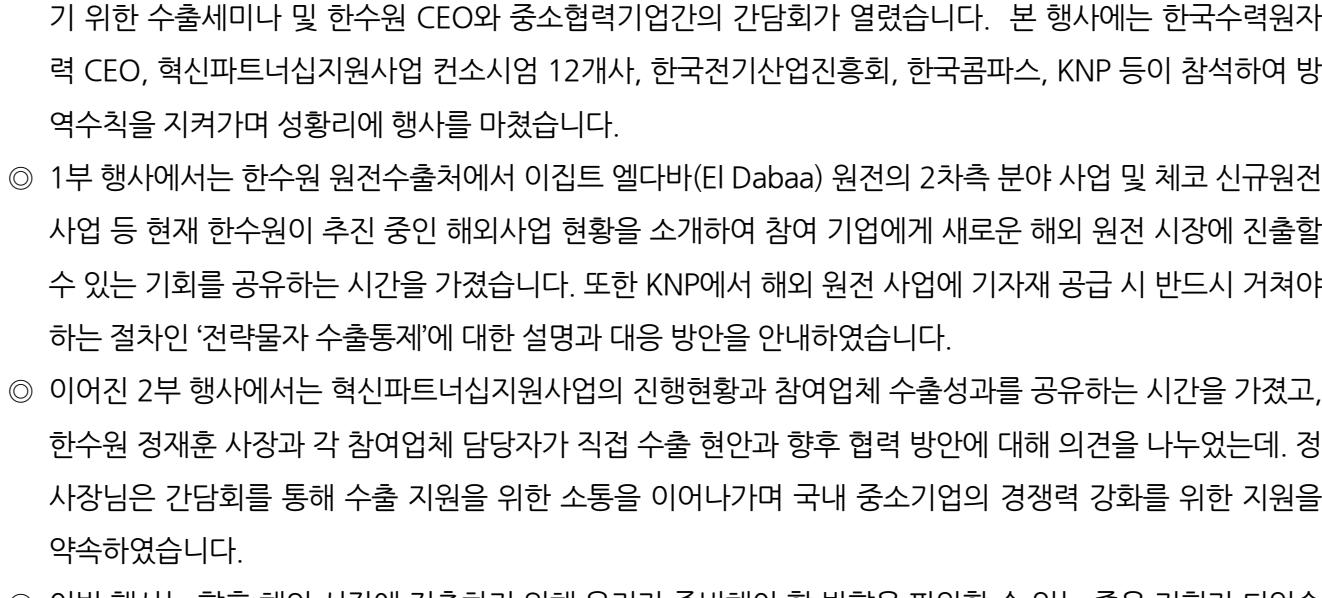 기 위한 수출세미나 및 한수원 CEO와 중소협력기업간의 간담회가 열렸습니다. 본 행사에는 한국수력원자
력 CEO, 혁신파트너십지원사업 컨소시엄 12개사, 한국전기산업진흥회, 한국콤파스, KNP 등이 참석하여 방
역수칙을 지켜가며 성황리에 행사를 마쳤습니다.
◎ 1부 행사에서는 한수원 원전수출처에서 이집트 엘다바(El Dabaa) 원전의 2차측 분야 사업 및 체코 신규원전
사업 등 현재 한수원이 추진 중인 해외사업 현황을 소개하여 참여 기업에게 새로운 해외 원전 시장에 진출할
수 있는 기회를 공유하는 시간을 가졌습니다. 또한 KNP에서 해외 원전 사업에 기자재 공급 시 반드시 거쳐야
하는 절차인 ‘전략물자 수출통제’에 대한 설명과 대응 방안을 안내하였습니다.
◎ 이어진 2부 행사에서는 혁신파트너십지원사업의 진행현황과 참여업체 수출성과를 공유하는 시간을 가졌고,
한수원 정재훈 사장과 각 참여업체 담당자가 직접 수출 현안과 향후 협력 방안에 대해 의견을 나누었는데. 정
사장님은 간담회를 통해 수출 지원을 위한 소통을 이어나가며 국내 중소기업의 경쟁력 강화를 위한 지원을
약속하였습니다.